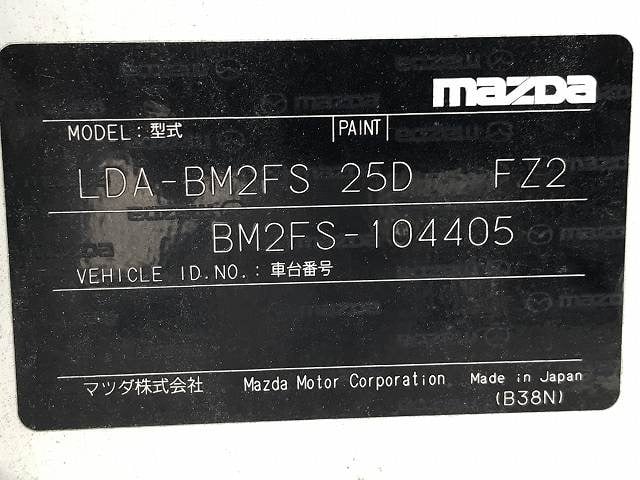 mazda
MODEL: 型式 PAINT
LDA-BM2FS 25D FZ2
BM2FS-104405
VEHICLE ID.NO.: 車台番号
マツダ株式会社 Mazda Motor Corporation Made in Japan
(B38N)